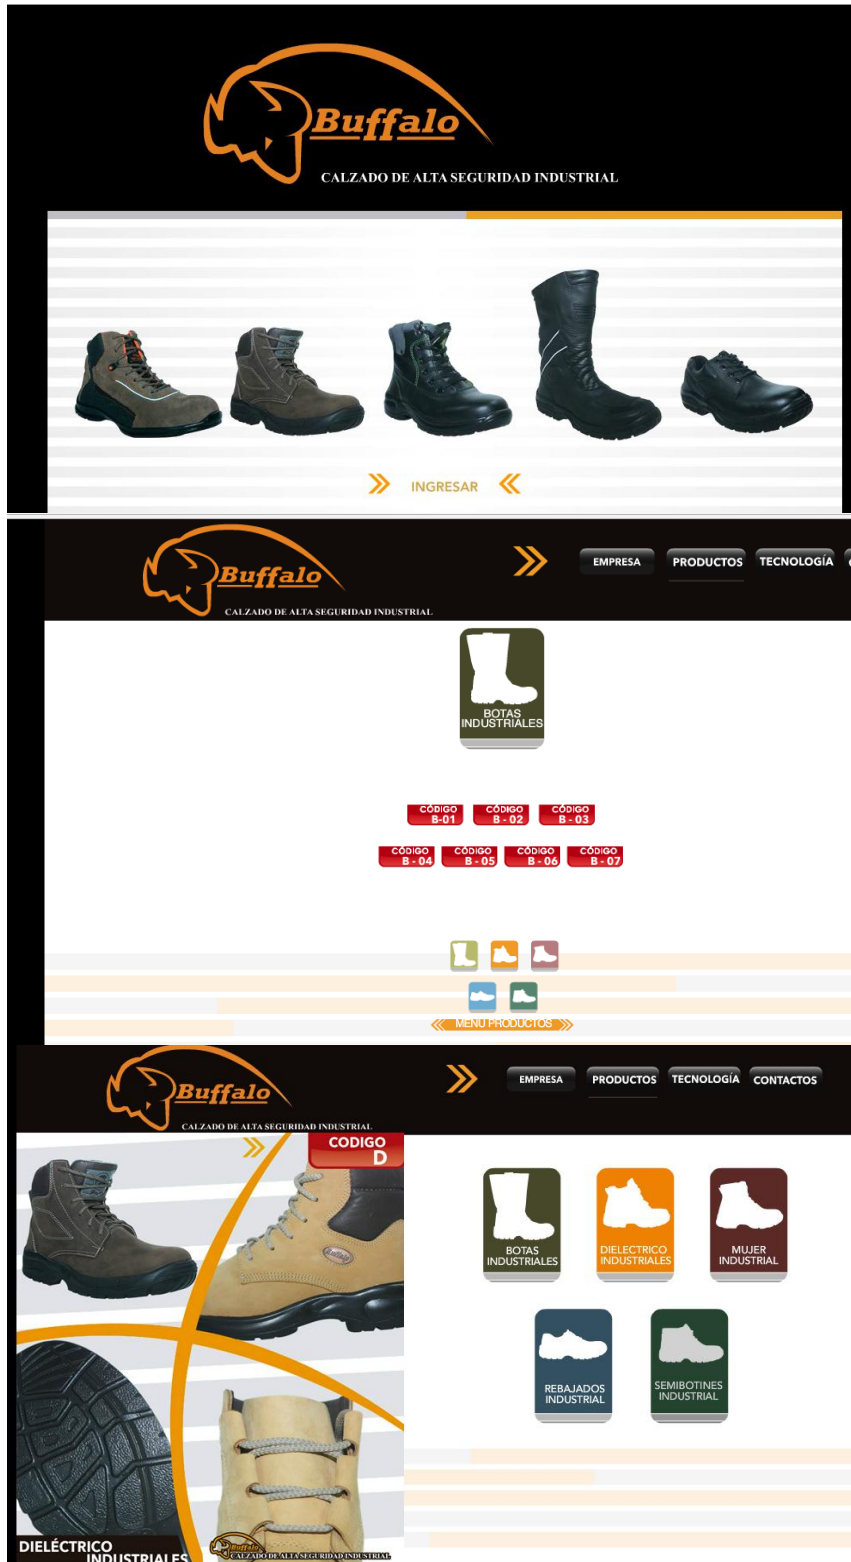 Buffalo
CALZADO DE ALTA SEGURIDAD INDUSTRIAL
INGRESAR
Buffalo
CALZADO DE ALTA SEGURIDAD INDUSTRIAL
EMPRESA PRODUCTOS TECNOLOGÍA
BOTAS
INDUSTRIALES
CÓDIGO CÓDIGO CÓDIGO
B-01 B - 02 B - 03
CÓDIGO CÓDIGO CÓDIGO CÓDIGO
B - 04 B - 05 B - 06 B - 07
MENU PRODUCTOS
Buffalo
CALZADO DE ALTA SEGURIDAD INDUSTRIAL
EMPRESA PRODUCTOS TECNOLOGÍA CONTACTOS
CODIGO
D
Buffalo
DIELÉCTRICO
INDUSTRIALES
Buffalo
CALZADO DE ALTA SEGURIDAD INDUSTRIAL
BOTAS
INDUSTRIALES
DIELECTRICO
INDUSTRIALES
MUJER
INDUSTRIAL
REBAJADOS
INDUSTRIAL
SEMIBOTINES
INDUSTRIAL